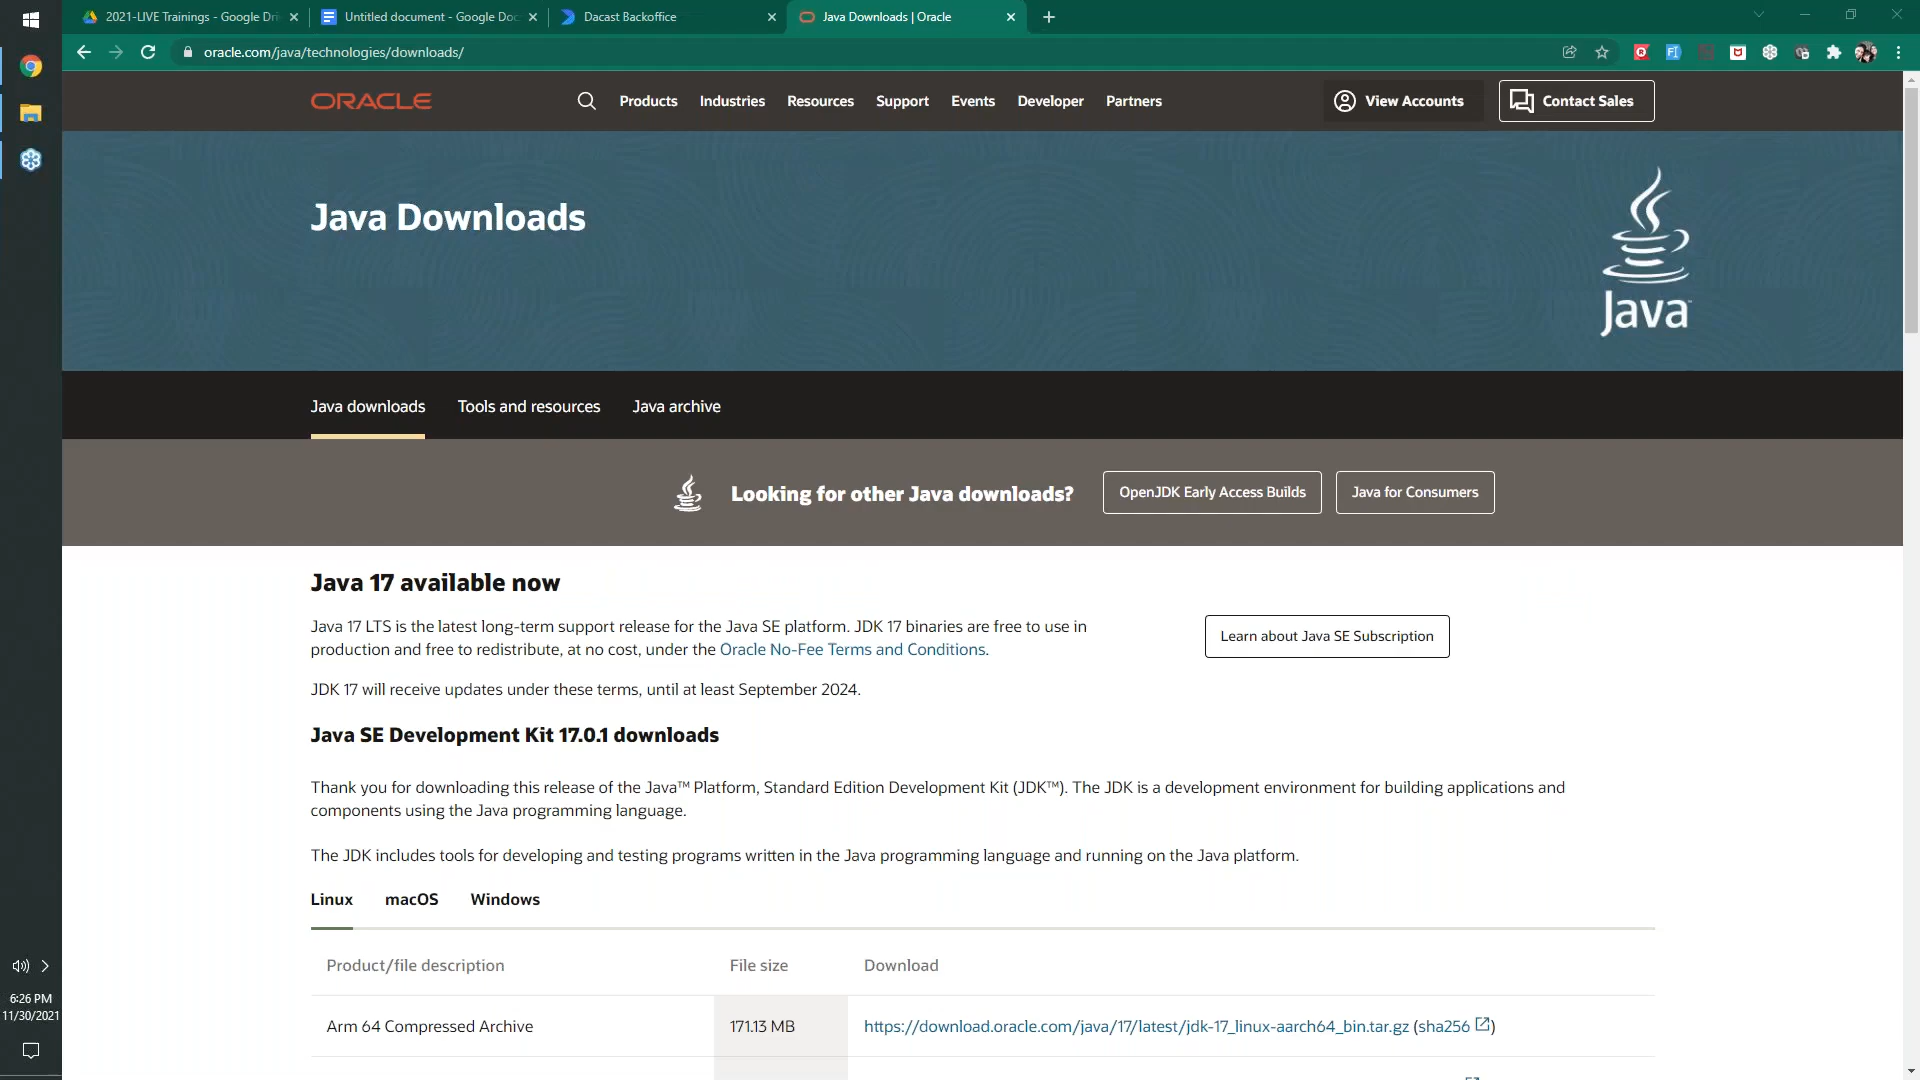 2021-LIVE Trainings - Google Dri
Untitled document - Google Doc
Dacast Backoffice
Java Downloads | Oracle
oracle.com/java/technologies/downloads/
ORACLE
Products
Industries
Resources
Support
Events
Developer
Partners
View Accounts
Contact Sales
Java Downloads
Java
Java downloads
Tools and resources
Java archive
Looking for other Java downloads?
OpenJDK Early Access Builds
Java for Consumers
Java 17 available now
Java 17 LTS is the latest long-term support release for the Java SE platform. JDK 17 binaries are free to use in
production and free to redistribute, at no cost, under the Oracle No-Fee Terms and Conditions.
Learn about Java SE Subscription
JDK 17 will receive updates under these terms, until at least September 2024.
Java SE Development Kit 17.0.1 downloads
Thank you for downloading this release of the Java™ Platform, Standard Edition Development Kit (JDK™). The JDK is a development environment for building applications and
components using the Java programming language.
The JDK includes tools for developing and testing programs written in the Java programming language and running on the Java platform.
Linux
macOS
Windows
Product/file description
File size
Download
Arm 64 Compressed Archive
171.13 MB
https://download.oracle.com/java/17/latest/jdk-17_linux-aarch64_bin.tar.gz (sha256)
6:26 PM
11/30/2021